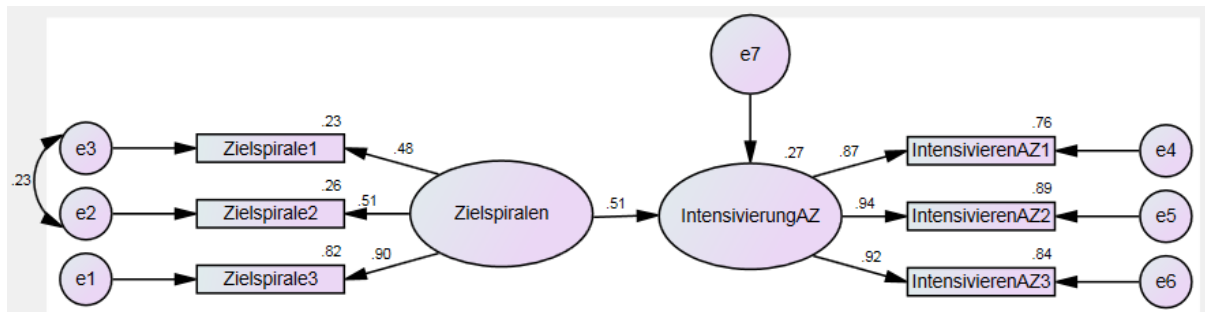 e7
.23
.76
e3
Zielspirale1
.48
.27
.87
IntensivierenAZ1
e4
.23
.26
.89
e2
Zielspirale2
.51
Zielspiralen
.51
IntensivierungAZ
.94
IntensivierenAZ2
e5
.82
.84
e1
Zielspirale3
.90
.92
IntensivierenAZ3
e6